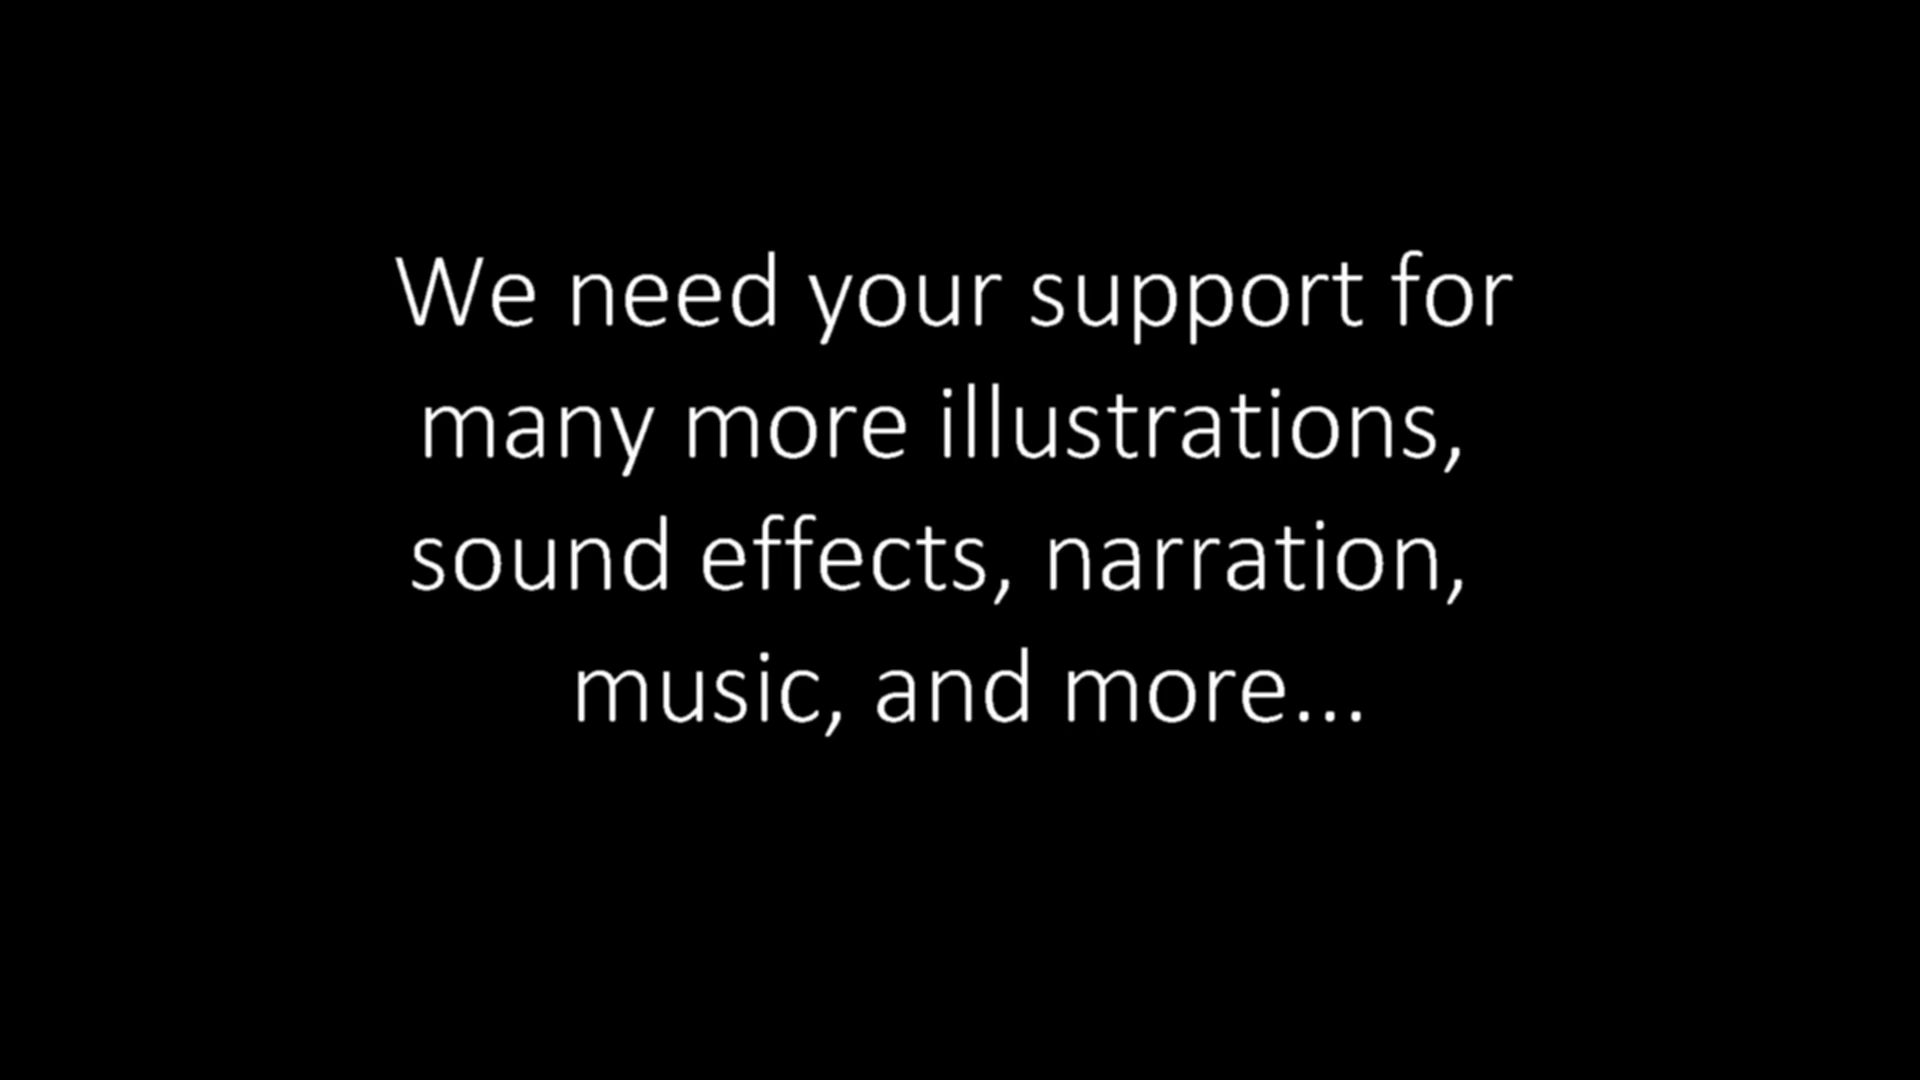 We need your support for
many more illustrations,
sound effects, narration,
music, and more...